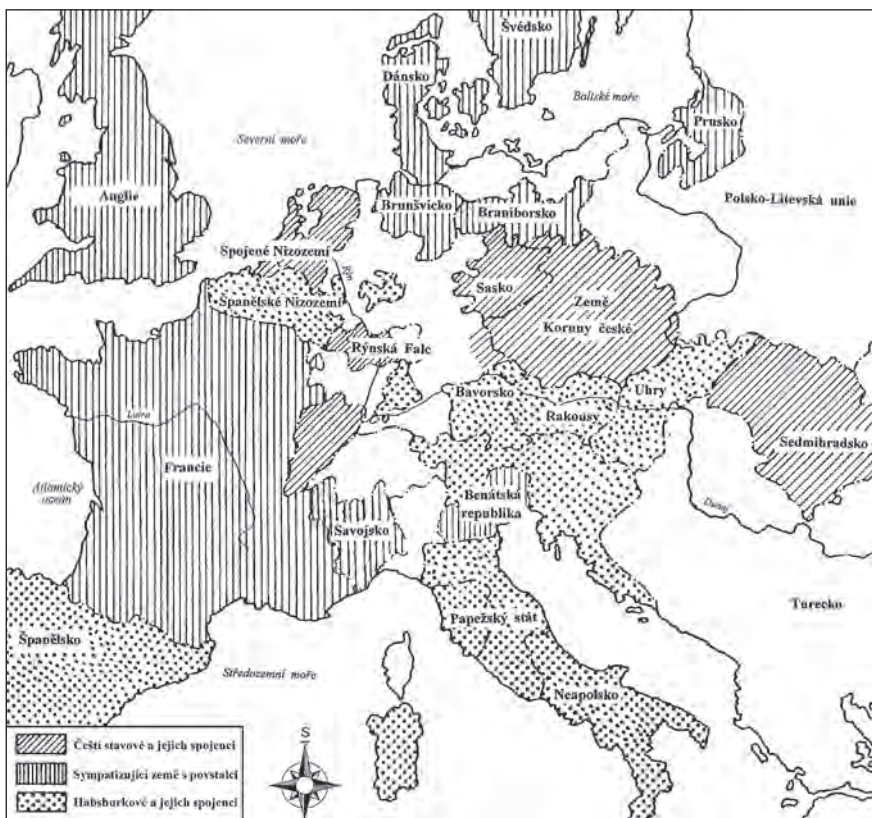 Švédsko
Dánsko
Baltské moře
Prusko
Severní moře
Anglie
Brunšvicko
Braniborsko
Polsko-Litevská unie
Spojené Nizozemí
Rýn
Španělské Nizozemí
Sasko
Země
Koruny české
Rýnská Falc
Bavorsko
Uhry
Rakousy
Loira
Sedmihradsko
Francie
Atlantický
oceán
Benátská
republika
Dunaj
Savojsko
Turecko
Papežský stát
Španělsko
Středozemní moře
Neapolsko
S
Čeští stavové a jejich spojenci
Sympatizující země s povstalci
Habsburkové a jejich spojenci